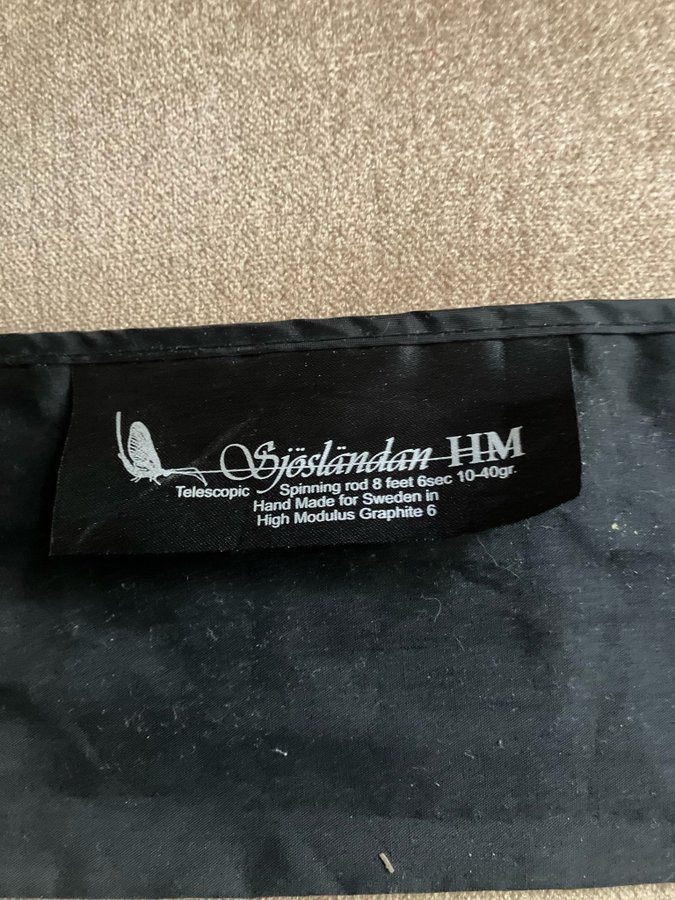 Sjösländan HM
Telescopic Spinning rod 8 feet 6sec 10-40gr.
Hand Made for Sweden in
High Modulus Graphite 6